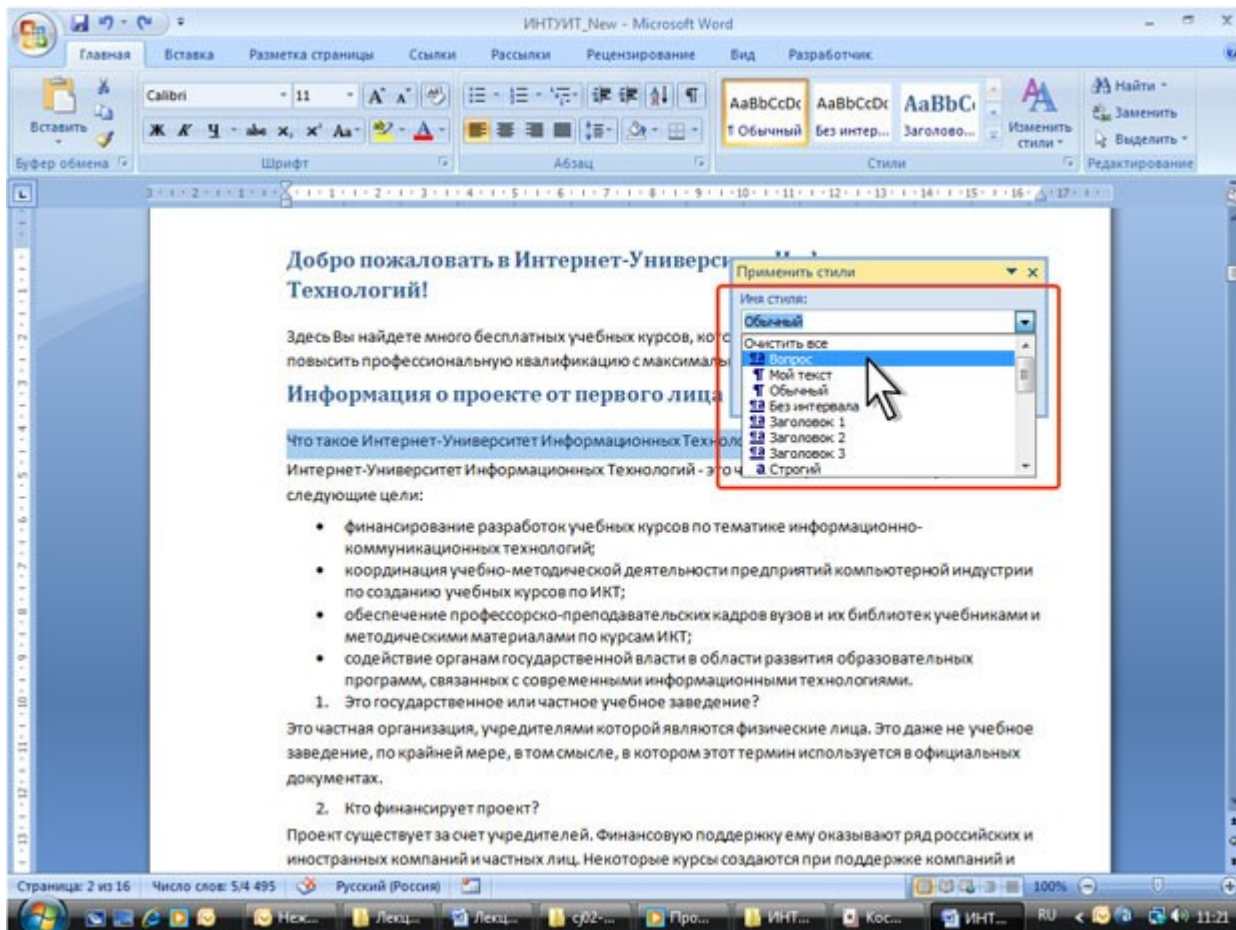 ИНТУИТ_New - Microsoft Word
Главная Вставка Разметка страницы Ссылки Рассылки Рецензирование Вид Разработчик
Calibri 11
AaBbCcDc AaBbCcDc AaBbC
Найти
Заменить
Вставить
¶ Обычный Без интер... Заголово...
Изменить стили
Выделить
Буфер обмена Шрифт Абзац Стили Редактирование
Добро пожаловать в Интернет-Универс
Технологий!
Применить стили
Имя стиля:
Обычный
Очистить все
Вопрос
Мой текст
Обычный
Без интервала
Заголовок 1
Заголовок 2
Заголовок 3
Строгий
Здесь Вы найдете много бесплатных учебных курсов,
повысить профессиональную квалификацию с
Информация о проекте от первого лица
Что такое Интернет-Университет Информационных
Интернет-Университет Информационных Технологий -
следующие цели:
• финансирование разработок учебных курсов по тематике информационно-
коммуникационных технологий;
• координация учебно-методической деятельности предприятий компьютерной индустрии
по созданию учебных курсов по ИКТ;
• обеспечение профессорско-преподавательских кадров вузов и их библиотек учебниками и
методическими материалами по курсам ИКТ;
• содействие органам государственной власти в области развития образовательных
программ, связанных с современными информационными технологиями.
1. Это государственное или частное учебное заведение?
Это частная организация, учредителями которой являются физические лица. Это даже не учебное
заведение, по крайней мере, в том смысле, в котором этот термин используется в официальных
документах.
2. Кто финансирует проект?
Проект существует за счет учредителей. Финансовую поддержку ему оказывают ряд российских и
иностранных компаний и частных лиц. Некоторые курсы создаются при поддержке компаний и
Страница: 2 из 16 Число слов: 5/4 495 Русский (Россия) 100%
Неж... Лекц... Лекц... cj02-... Про... ИНТ... Кос... ИНТ... RU 11:21